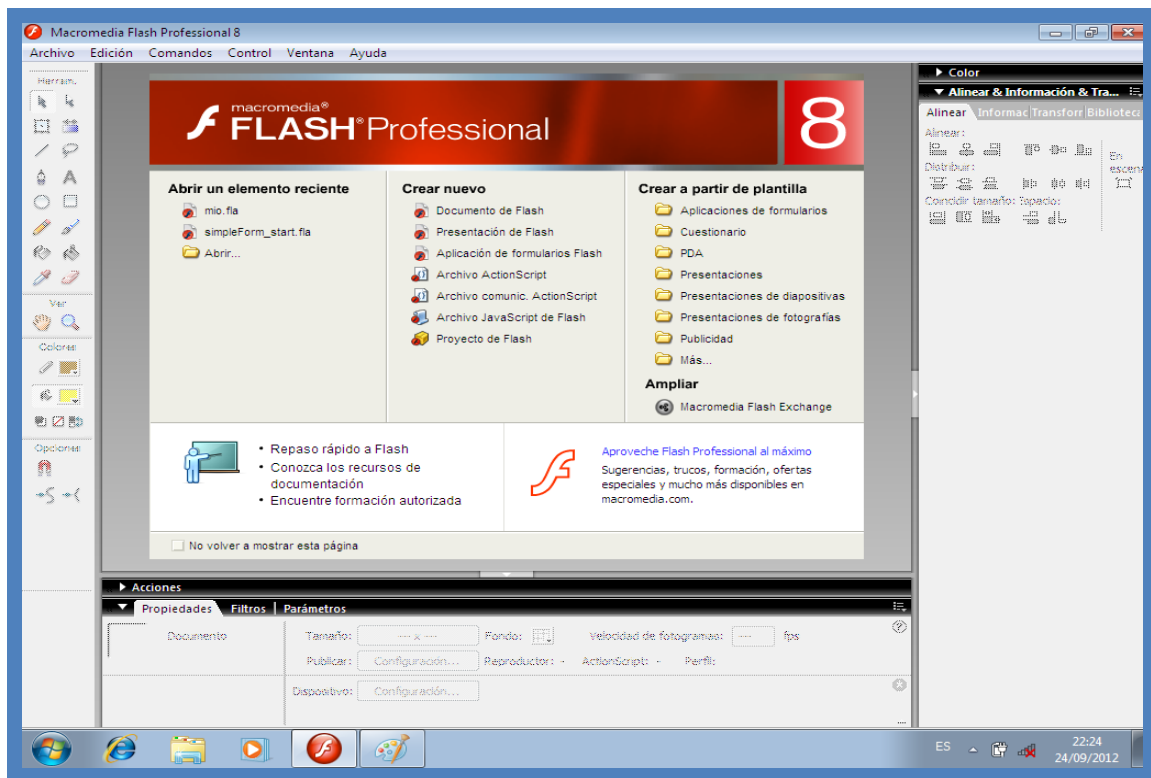 Macromedia Flash Professional 8
Archivo Edición Comandos Control Ventana Ayuda
Herram.
Ver
Colores
Opciones
macromedia®
FLASH® Professional
8
Abrir un elemento reciente
mio.fla
simpleForm_start.fla
Abrir...
Crear nuevo
Documento de Flash
Presentación de Flash
Aplicación de formularios Flash
Archivo ActionScript
Archivo comunic. ActionScript
Archivo JavaScript de Flash
Proyecto de Flash
Crear a partir de plantilla
Aplicaciones de formularios
Cuestionario
PDA
Presentaciones
Presentaciones de diapositivas
Presentaciones de fotografías
Publicidad
Más...
Ampliar
Macromedia Flash Exchange
• Repaso rápido a Flash
• Conozca los recursos de
documentación
• Encuentre formación autorizada
Aproveche Flash Professional al máximo
Sugerencias, trucos, formación, ofertas
especiales y mucho más disponibles en
macromedia.com.
No volver a mostrar esta página
Color
Alinear & Información & Tra...
Alinear Informac Transforr Biblioteca
Alinear:
Distribuir:
Coincidir tamaño: Espacio:
En
escena
Acciones
Propiedades Filtros Parámetros
Documento
Tamaño: --- x --- Fondo: Velocidad de fotogramas: --- fps
Publicar: Configuración... Reproductor: - ActionScript: - Perfil:
Dispositivo: Configuración...
ES
22:24
24/09/2012